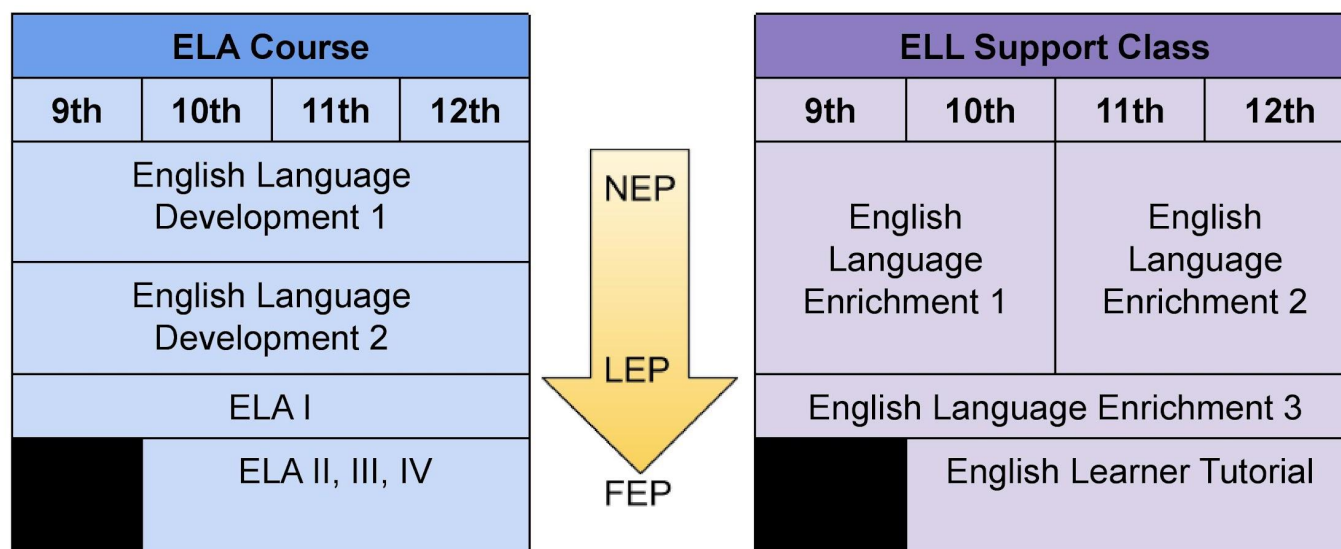 ELA Course
9th 10th 11th 12th
English Language
Development 1
English Language
Development 2
ELA I
ELA II, III, IV
NEP
LEP
FEP
ELL Support Class
9th 10th 11th 12th
English
Language
Enrichment 1
English
Language
Enrichment 2
English Language Enrichment 3
English Learner Tutorial